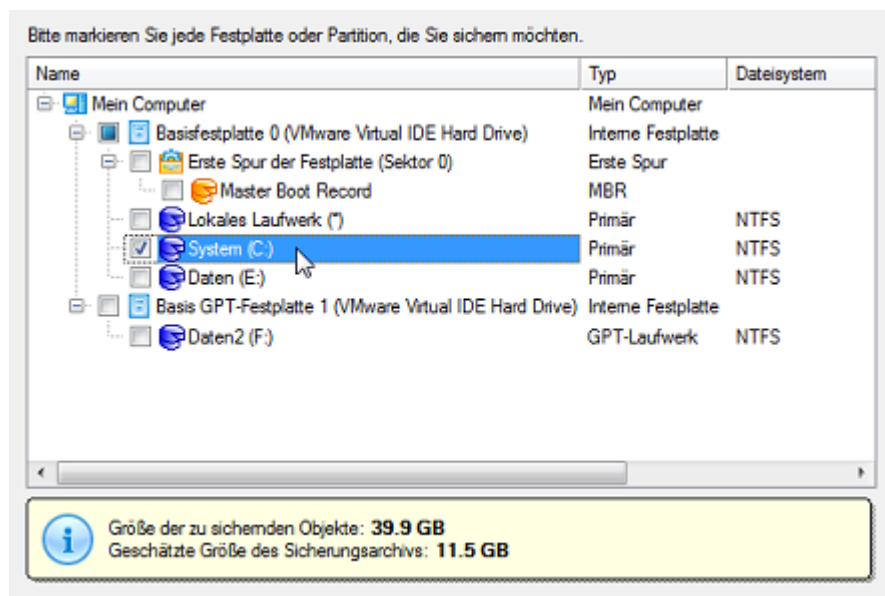 Bitte markieren Sie jede Festplatte oder Partition, die Sie sichern möchten.
Name Typ Dateisystem
Mein Computer Mein Computer
Basisfestplatte 0 (VMware Virtual IDE Hard Drive) Interne Festplatte
Erste Spur der Festplatte (Sektor 0) Erste Spur
Master Boot Record MBR
Lokales Laufwerk (*) Primär NTFS
System (C:) Primär NTFS
Daten (E:) Primär NTFS
Basis GPT-Festplatte 1 (VMware Virtual IDE Hard Drive) Interne Festplatte
Daten2 (F:) GPT-Laufwerk NTFS
Größe der zu sichernden Objekte: 39.9 GB
Geschätzte Größe des Sicherungsarchivs: 11.5 GB